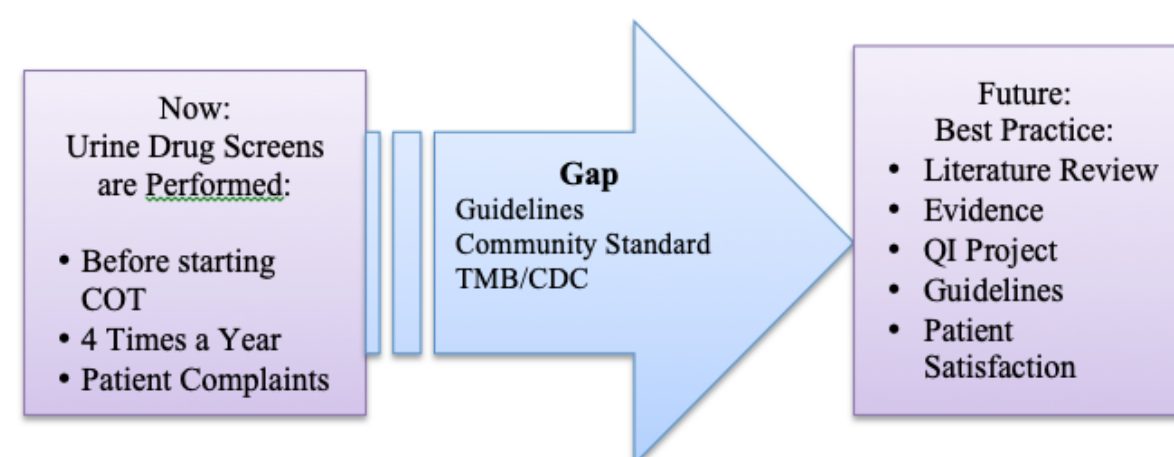 Now:
Urine Drug Screens
are Performed:
• Before starting
COT
• 4 Times a Year
• Patient Complaints
Gap
Guidelines
Community Standard
TMB/CDC
Future:
Best Practice:
• Literature Review
• Evidence
• QI Project
• Guidelines
• Patient
Satisfaction